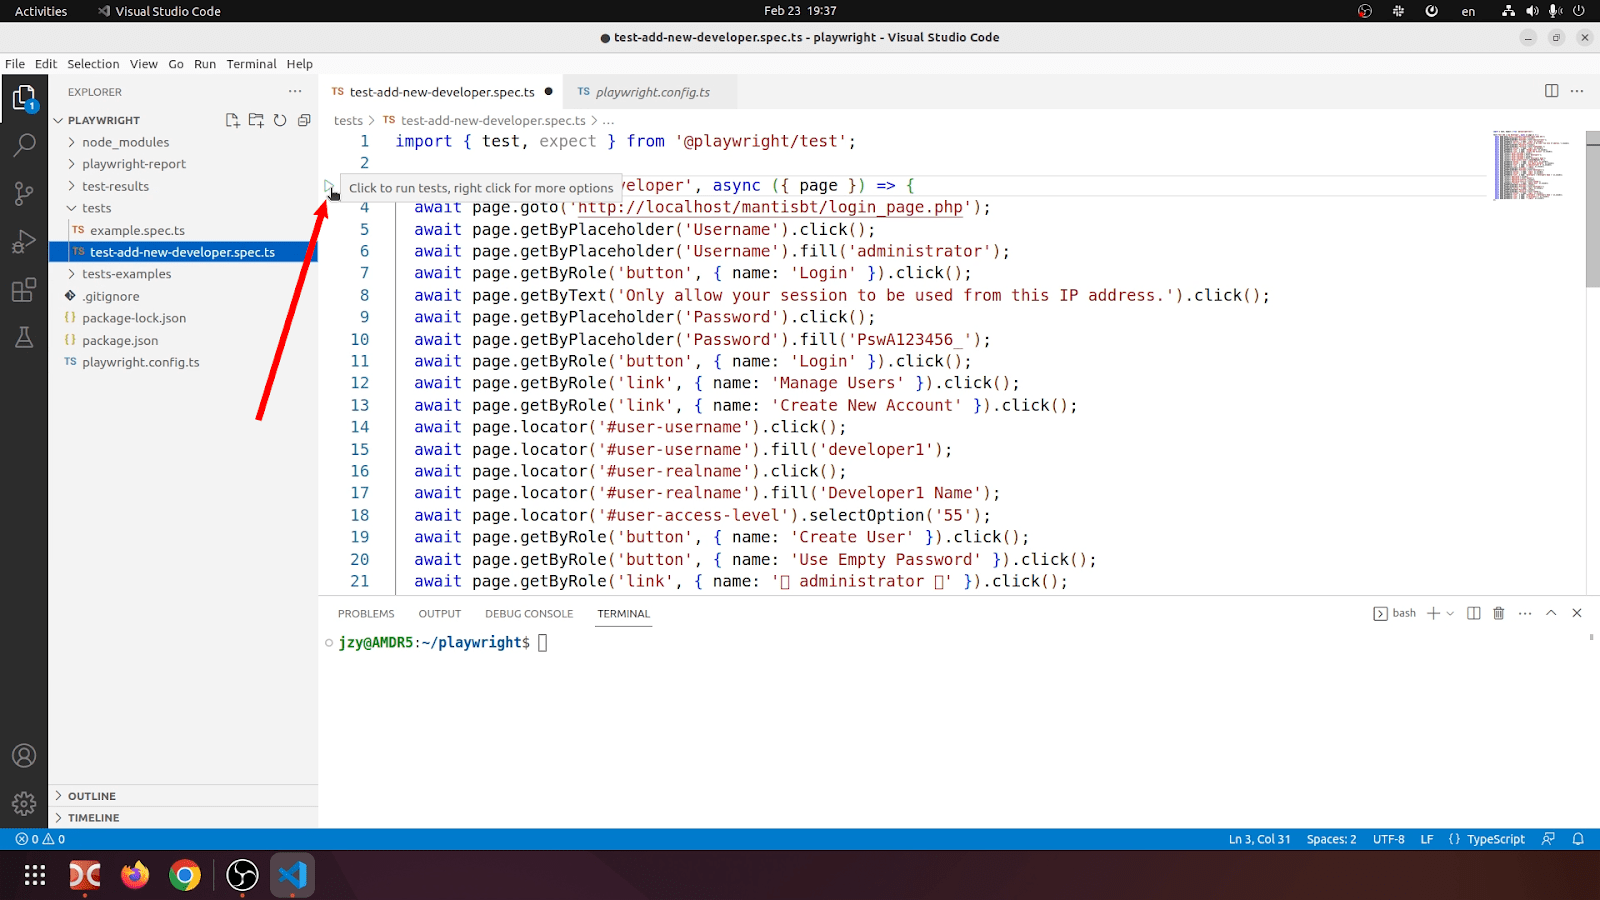 Activities Visual Studio Code Feb 23 19:37 en
● test-add-new-developer.spec.ts - playwright - Visual Studio Code
File Edit Selection View Go Run Terminal Help
1
EXPLORER
PLAYWRIGHT
node_modules
playwright-report
test-results
tests
TS example.spec.ts
TS test-add-new-developer.spec.ts
tests-examples
.gitignore
{} package-lock.json
{} package.json
TS playwright.config.ts
OUTLINE
TIMELINE
TS test-add-new-developer.spec.ts ● TS playwright.config.ts
tests > TS test-add-new-developer.spec.ts > ...
1 import { test, expect } from '@playwright/test';
2
Click to run tests, right click for more options veloper', async ({ page }) => {
4 await page.goto('http://localhost/mantisbt/login_page.php');
5 await page.getByPlaceholder('Username').click();
6 await page.getByPlaceholder('Username').fill('administrator');
7 await page.getByRole('button', { name: 'Login' }).click();
8 await page.getByText('Only allow your session to be used from this IP address.').click();
9 await page.getByPlaceholder('Password').click();
10 await page.getByPlaceholder('Password').fill('PswA123456_');
11 await page.getByRole('button', { name: 'Login' }).click();
12 await page.getByRole('link', { name: 'Manage Users' }).click();
13 await page.getByRole('link', { name: 'Create New Account' }).click();
14 await page.locator('#user-username').click();
15 await page.locator('#user-username').fill('developer1');
16 await page.locator('#user-realname').click();
17 await page.locator('#user-realname').fill('Developer1 Name');
18 await page.locator('#user-access-level').selectOption('55');
19 await page.getByRole('button', { name: 'Create User' }).click();
20 await page.getByRole('button', { name: 'Use Empty Password' }).click();
21 await page.getByRole('link', { name: '▯ administrator ▯' }).click();
PROBLEMS OUTPUT DEBUG CONSOLE TERMINAL bash
jzy@AMDR5:~/playwright$
0 0 Ln 3, Col 31 Spaces: 2 UTF-8 LF {} TypeScript